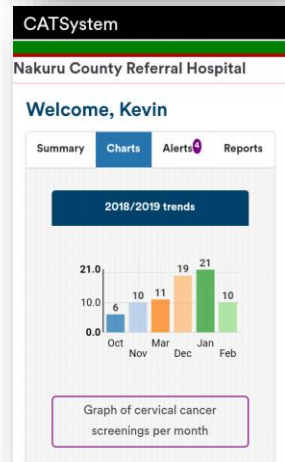 CATSystem
Nakuru County Referral Hospital
Welcome, Kevin
Summary Charts Alerts 4 Reports
2018/2019 trends
21.0
10.0
0.0
6 10 11 19 21 10
Oct Nov Mar Dec Jan Feb
Graph of cervical cancer
screenings per month